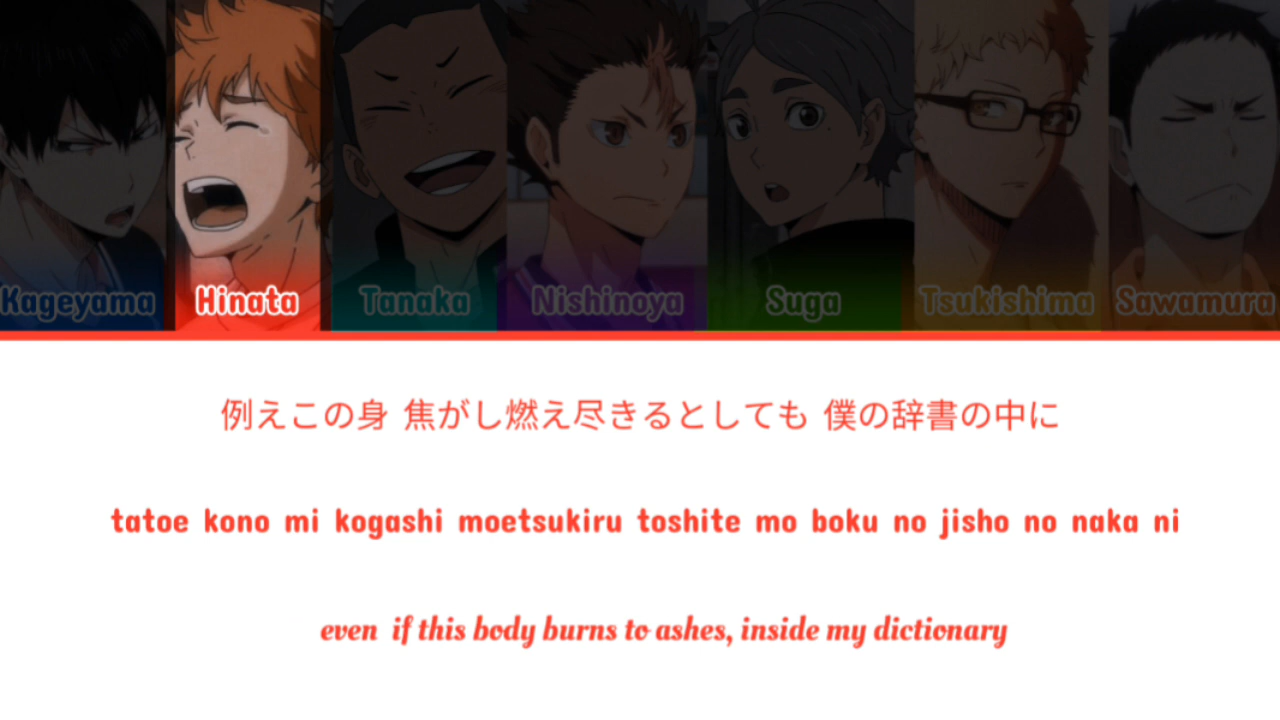 Kageyama Hinata Tanaka Nishinoya Suga Tsukishima Sawamura
例えこの身 焦がし燃え尽きるとしても 僕の辞書の中に
tatoe kono mi kogashi moetsukiru toshite mo boku no jisho no naka ni
even if this body burns to ashes, inside my dictionary